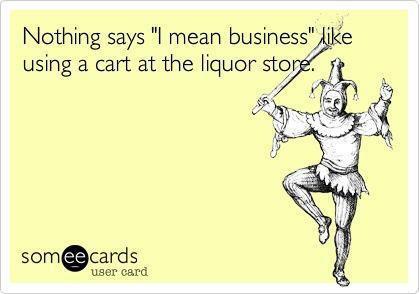 Nothing says "I mean business" like
using a cart at the liquor store.
someecards
user card